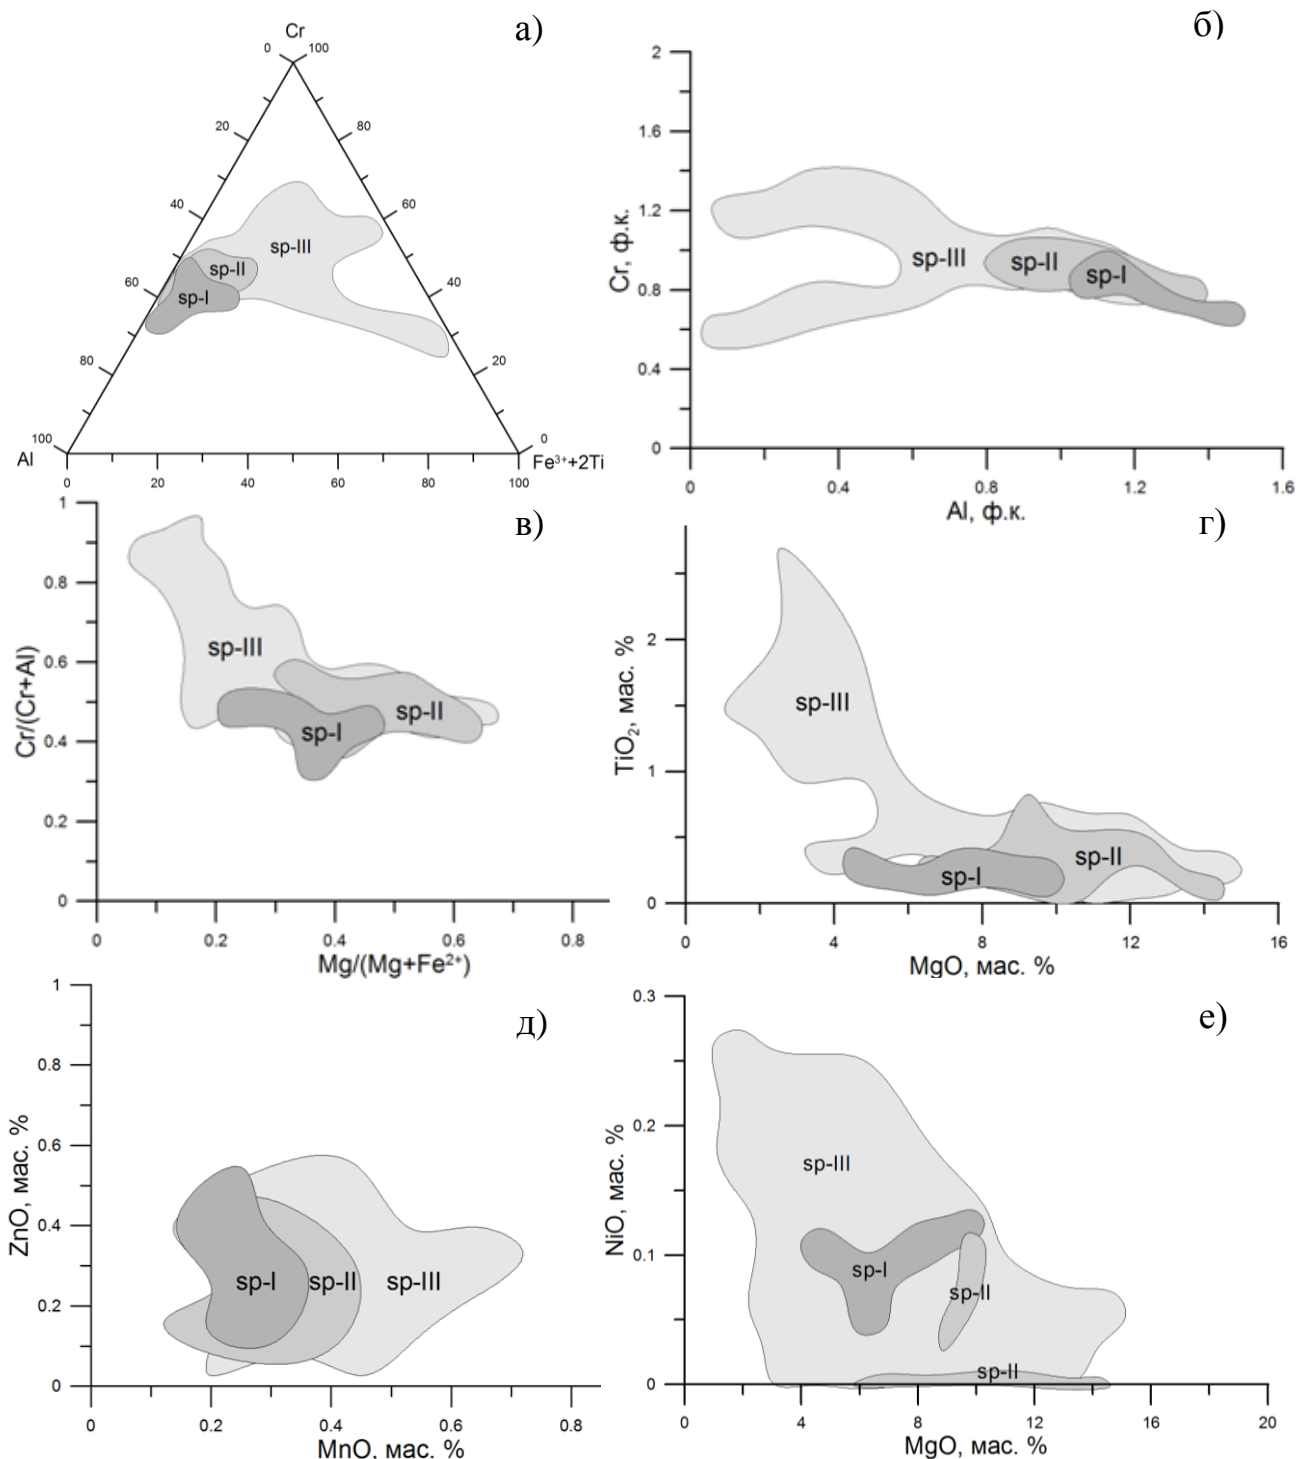 а)
Cr
0 100
20 80
40 60
60 40
80 20
100 0
sp-III
sp-II
sp-I
Al
Fe³⁺+2Ti
0 20 40 60 80 100
б)
2
1.6
1.2
0.8
0.4
0
Cr, ф.к.
sp-III
sp-II
sp-I
0 0.4 0.8 1.2 1.6
Al, ф.к.
в)
1
0.8
0.6
0.4
0.2
0
Cr/(Cr+Al)
sp-III
sp-II
sp-I
0 0.2 0.4 0.6 0.8
Mg/(Mg+Fe²⁺)
г)
2
1
0
TiO₂, мас. %
sp-III
sp-II
sp-I
0 4 8 12 16
MgO, мас. %
д)
1
0.8
0.6
0.4
0.2
0
ZnO, мас. %
sp-I
sp-II
sp-III
0 0.2 0.4 0.6 0.8
MnO, мас. %
е)
0.3
0.2
0.1
0
NiO, мас. %
sp-III
sp-I
sp-II
sp-II
0 4 8 12 16 20
MgO, мас. %